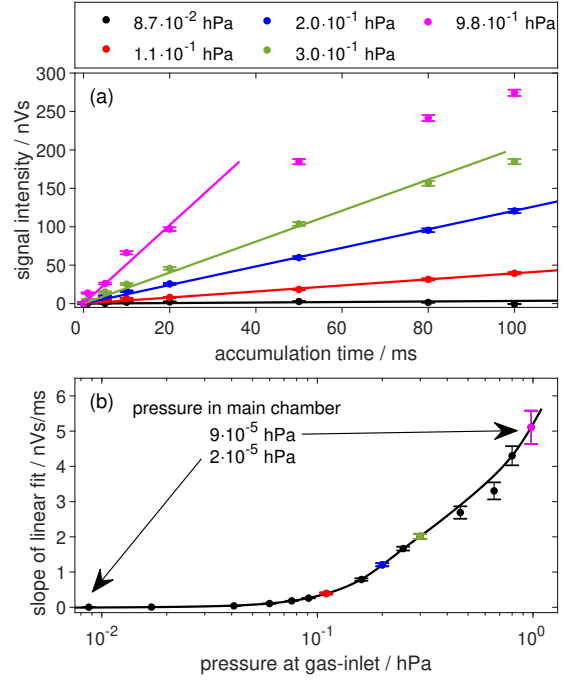 8.7·10⁻² hPa 2.0·10⁻¹ hPa 9.8·10⁻¹ hPa
1.1·10⁻¹ hPa 3.0·10⁻¹ hPa
(a)
signal intensity / nVs
300
250
200
150
100
50
0
0 20 40 60 80 100
accumulation time / ms
(b)
pressure in main chamber
9·10⁻⁵ hPa
2·10⁻⁵ hPa
slope of linear fit / nVs/ms
6
5
4
3
2
1
0
10⁻² 10⁻¹ 10⁰
pressure at gas-inlet / hPa